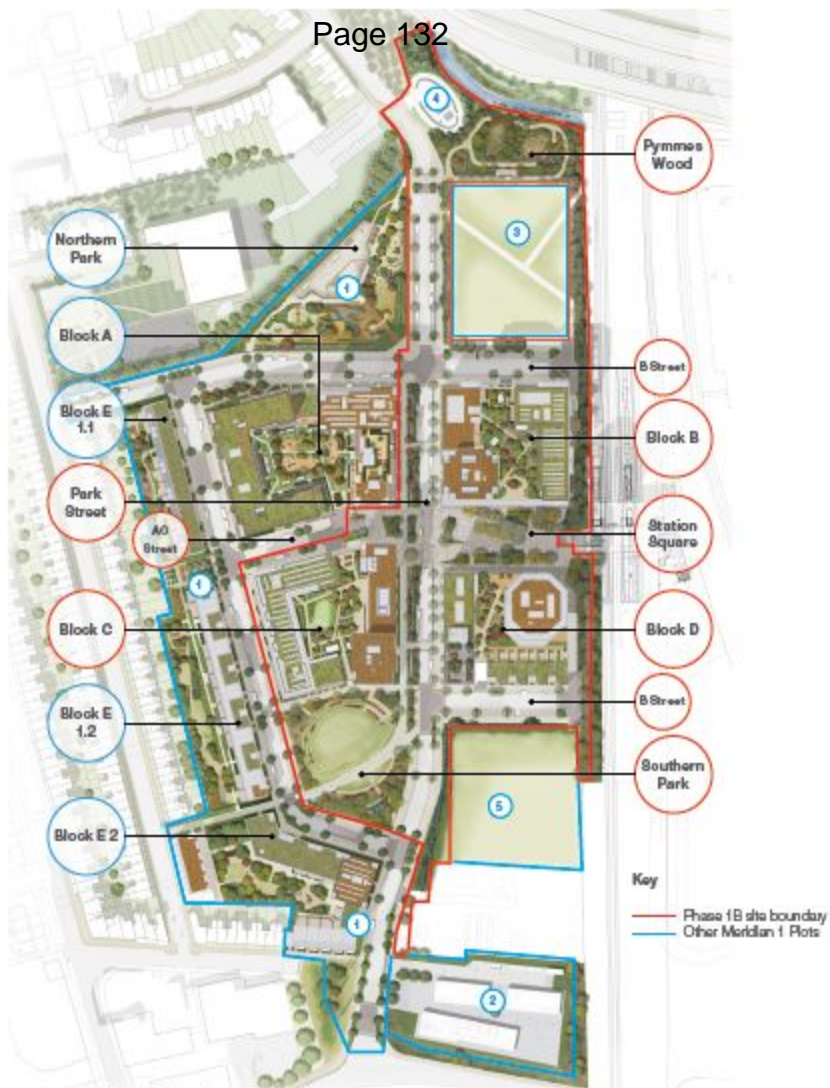 Page 132
4
Pymmes
Wood
Northern
Park
3
1
Block A
B Street
Block E
1.1
Block B
Park
Street
AC
Street
Station
Square
1
Block C
Block D
Block E
1.2
B Street
Southern
Park
5
Block E 2
Key
Phase 1B site boundary
Other Meridian 1 Plots
1
2